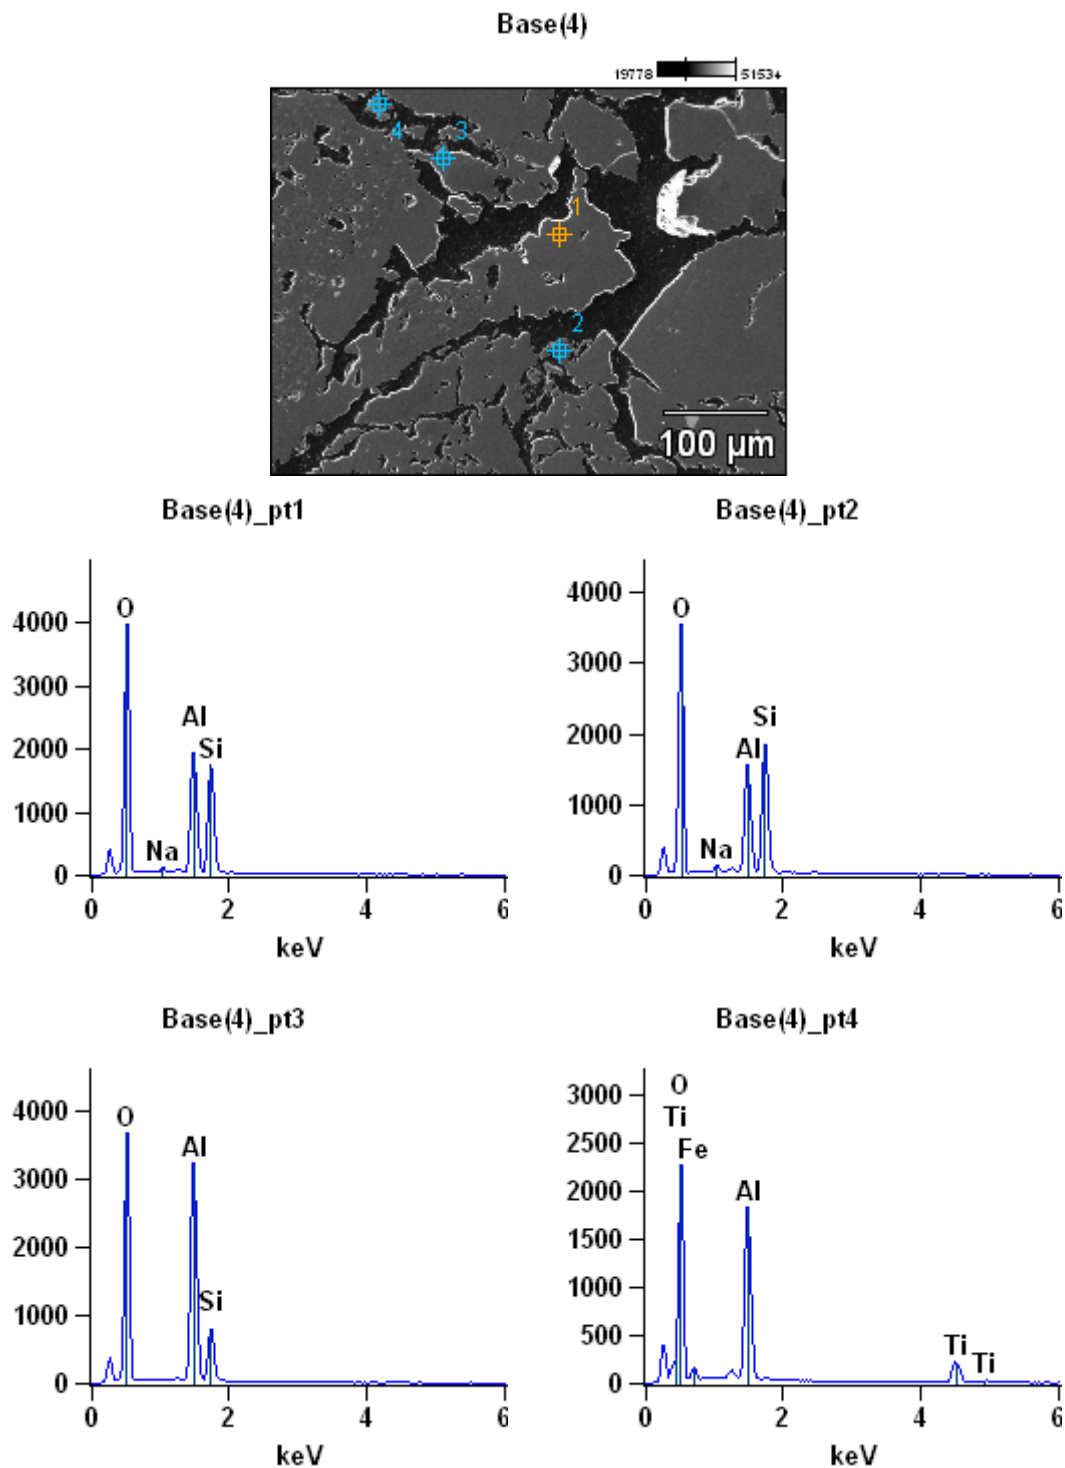 Base(4)
19778 51534
4 3
1
2
100 µm
Base(4)_pt1 Base(4)_pt2
O
Al
Si
Na
4000
3000
2000
1000
0
0 2 4 6
keV
O
Si
Al
Na
4000
3000
2000
1000
0
0 2 4 6
keV
Base(4)_pt3 Base(4)_pt4
O
Al
Si
4000
3000
2000
1000
0
0 2 4 6
keV
O
Ti
Fe
Al
Ti Ti
3000
2500
2000
1500
1000
500
0
0 2 4 6
keV